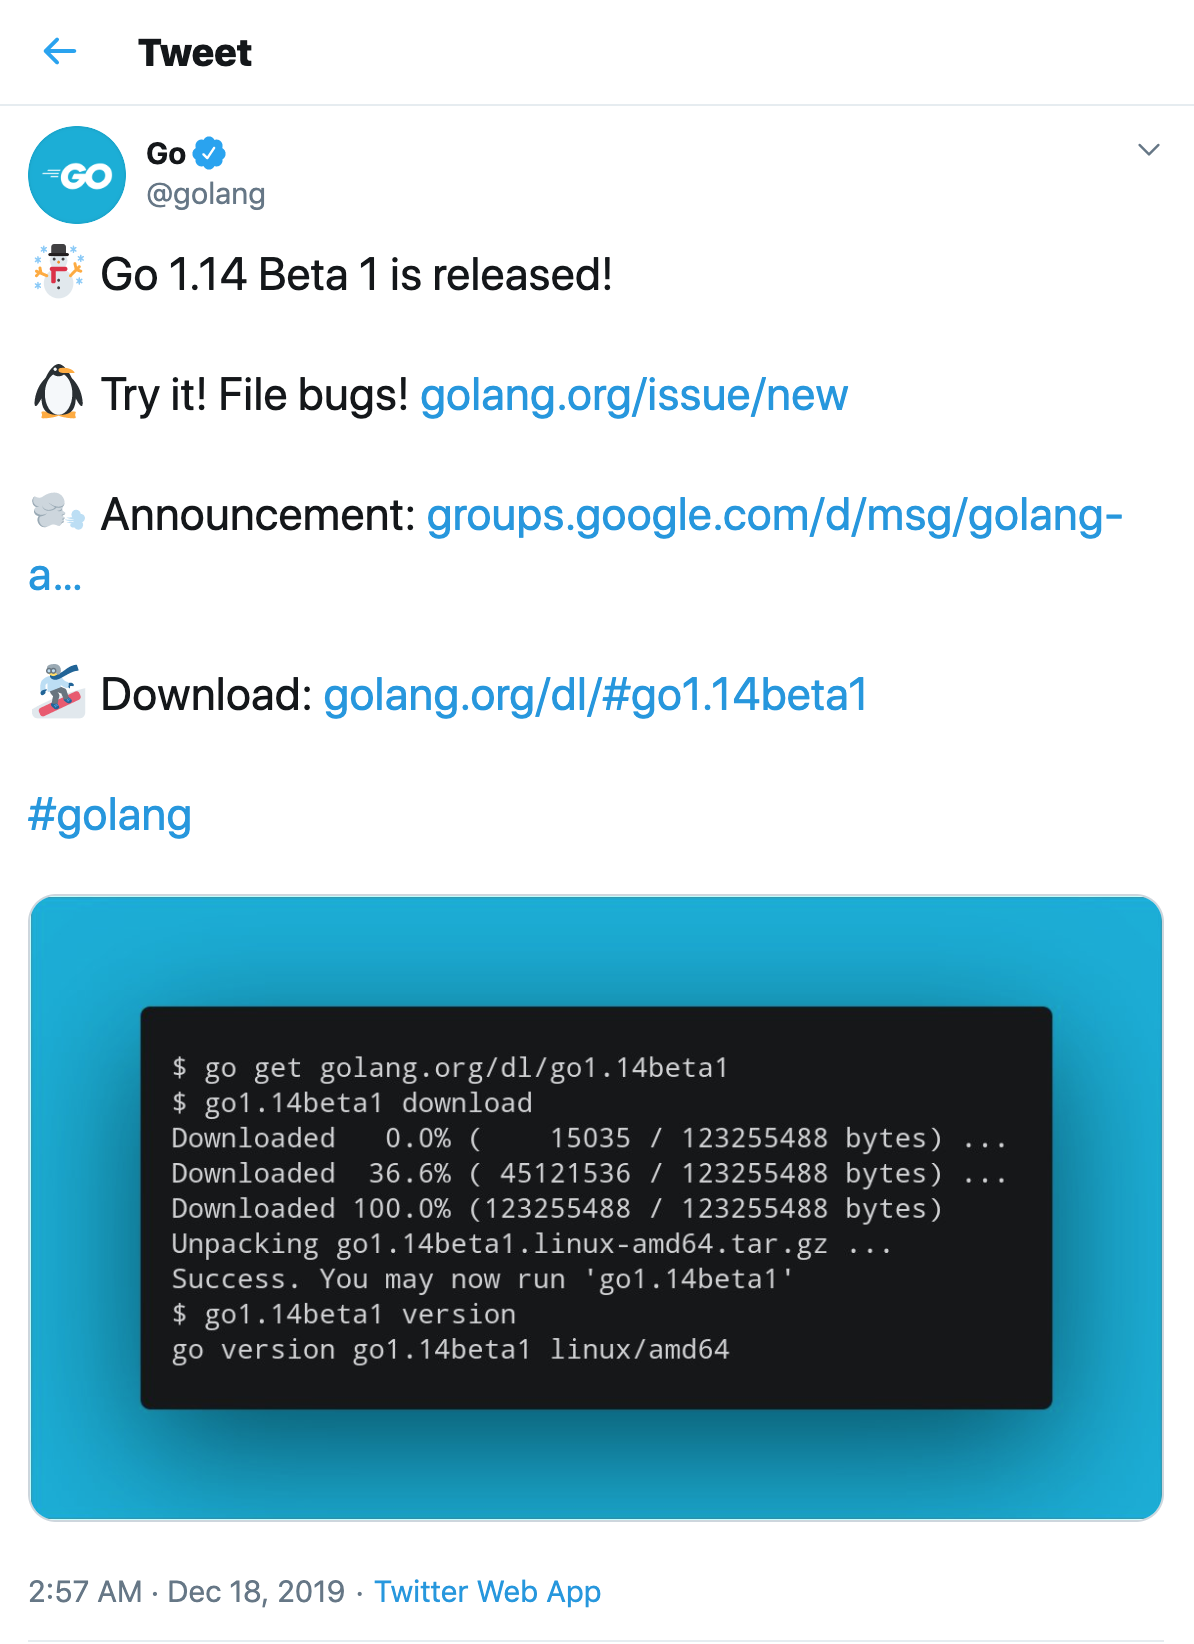 Tweet
GO
Go
@golang
Go 1.14 Beta 1 is released!
Try it! File bugs! golang.org/issue/new
Announcement: groups.google.com/d/msg/golang-
a…
Download: golang.org/dl/#go1.14beta1
#golang
$ go get golang.org/dl/go1.14beta1
$ go1.14beta1 download
Downloaded   0.0% (    15035 / 123255488 bytes) ...
Downloaded  36.6% ( 45121536 / 123255488 bytes) ...
Downloaded 100.0% (123255488 / 123255488 bytes)
Unpacking go1.14beta1.linux-amd64.tar.gz ...
Success. You may now run 'go1.14beta1'
$ go1.14beta1 version
go version go1.14beta1 linux/amd64
2:57 AM · Dec 18, 2019 · Twitter Web App